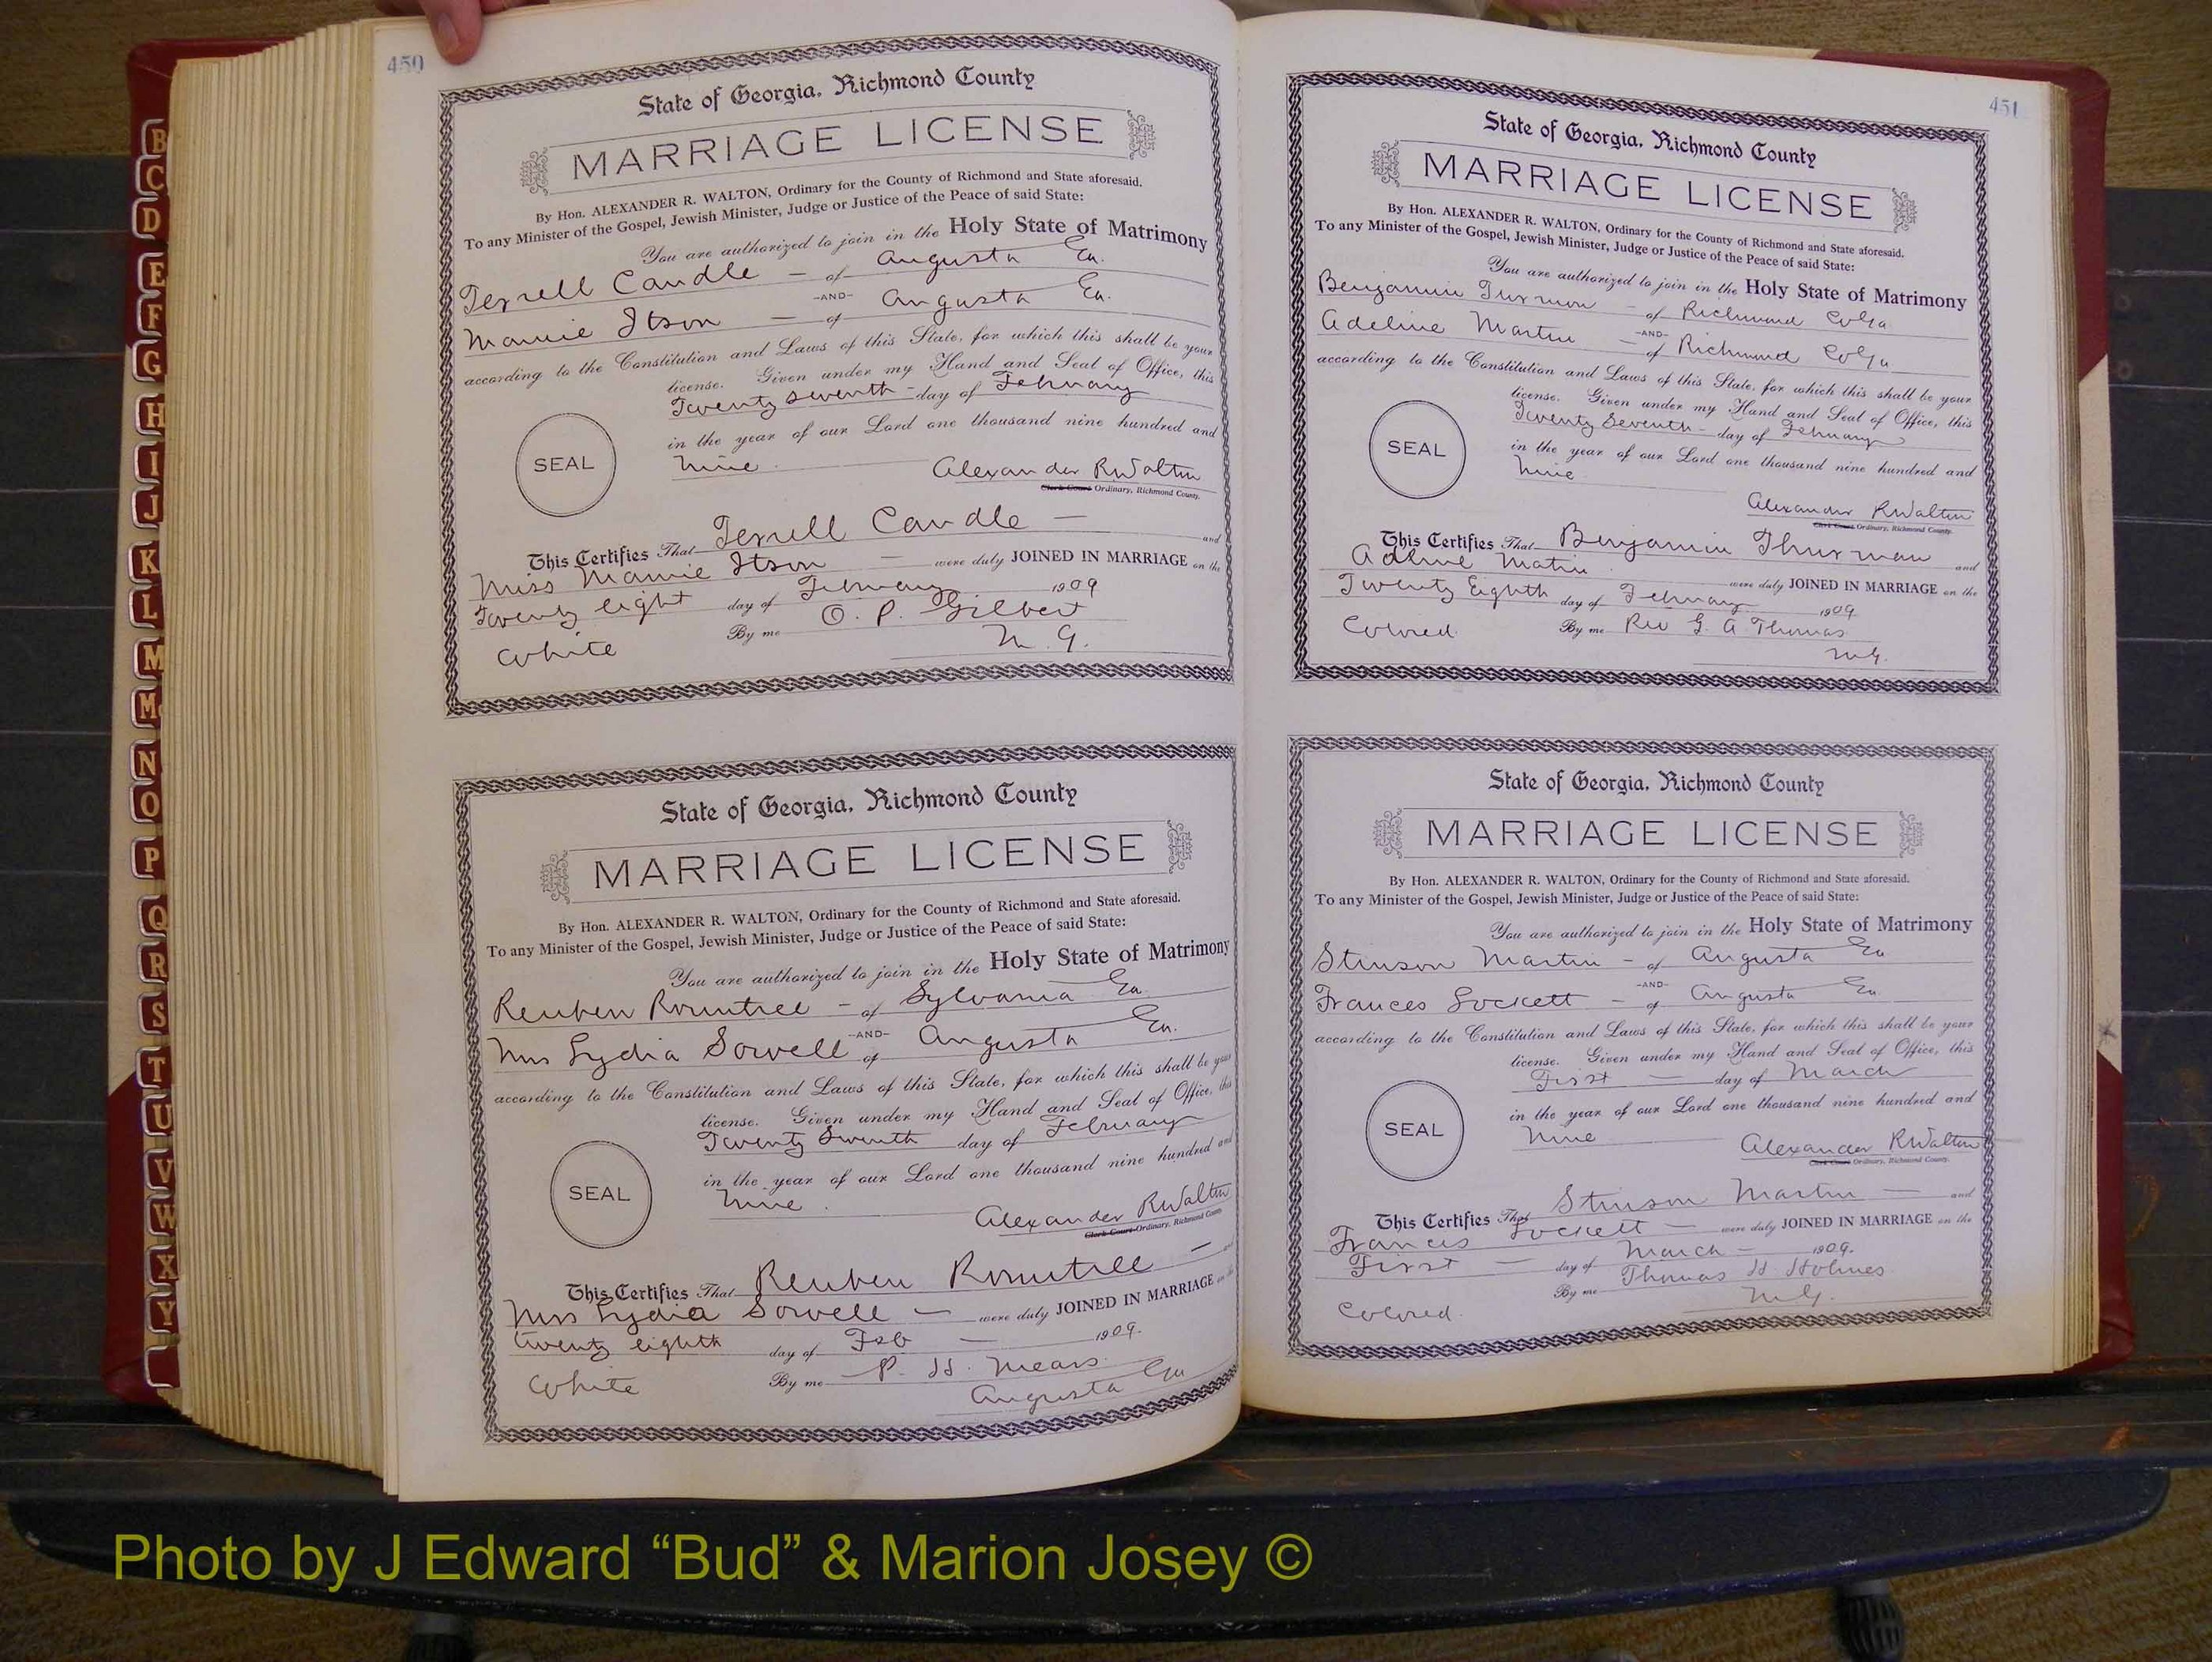 450
State of Georgia, Richmond County
MARRIAGE LICENSE
By Hon. ALEXANDER R. WALTON, Ordinary for the County of Richmond and State aforesaid.
To any Minister of the Gospel, Jewish Minister, Judge or Justice of the Peace of said State:
You are authorized to join in the Holy State of Matrimony
Terrell Caudle - of Augusta Ga.
-AND-
Mamie Itson - of Augusta Ga.
according to the Constitution and Laws of this State, for which this shall be your
license. Given under my Hand and Seal of Office, this
Twenty seventh - day of February
in the year of our Lord one thousand nine hundred and
SEAL
nine
Alexander R Walton
Clerk Court Ordinary, Richmond County.
This Certifies That Terrell Caudle - and
Miss Mamie Itson - were duly JOINED IN MARRIAGE on the
Twenty eight day of February 1909
By me O. P. Gilbert
White M. G.
State of Georgia, Richmond County
MARRIAGE LICENSE
By Hon. ALEXANDER R. WALTON, Ordinary for the County of Richmond and State aforesaid.
To any Minister of the Gospel, Jewish Minister, Judge or Justice of the Peace of said State:
You are authorized to join in the Holy State of Matrimony
Reuben Rountree - of Sylvania Ga.
-AND-
Mrs Lydia Sowell of Augusta Ga.
according to the Constitution and Laws of this State, for which this shall be your
license. Given under my Hand and Seal of Office, this
Twenty Seventh day of February
in the year of our Lord one thousand nine hundred and
SEAL
nine.
Alexander R Walton
Clerk Court Ordinary, Richmond County
This Certifies That Reuben Rountree - and
Mrs Lydia Sowell - were duly JOINED IN MARRIAGE on the
twenty eighth day of Feb - 1909.
By me P. H. Mears.
White Augusta Ga
451
State of Georgia, Richmond County
MARRIAGE LICENSE
By Hon. ALEXANDER R. WALTON, Ordinary for the County of Richmond and State aforesaid.
To any Minister of the Gospel, Jewish Minister, Judge or Justice of the Peace of said State:
You are authorized to join in the Holy State of Matrimony
Benjamin Turmon - of Richmond Co Ga
-AND-
Adeline Martin - of Richmond Co Ga
according to the Constitution and Laws of this State, for which this shall be your
license. Given under my Hand and Seal of Office, this
Twenty Seventh - day of February
in the year of our Lord one thousand nine hundred and
SEAL
nine
Alexander R Walton
Clerk Court Ordinary, Richmond County.
This Certifies That Benjamin Thurman and
Adline Matin were duly JOINED IN MARRIAGE on the
Twenty Eighth day of February 1909.
Colored. By me Rev G. A Thomas
M.G.
State of Georgia, Richmond County
MARRIAGE LICENSE
By Hon. ALEXANDER R. WALTON, Ordinary for the County of Richmond and State aforesaid.
To any Minister of the Gospel, Jewish Minister, Judge or Justice of the Peace of said State:
You are authorized to join in the Holy State of Matrimony
Stinson Martin - of Augusta Ga
-AND-
Frances Lockett - of Augusta Ga
according to the Constitution and Laws of this State, for which this shall be your
license. Given under my Hand and Seal of Office, this
First - day of March
in the year of our Lord one thousand nine hundred and
SEAL
nine
Alexander R Walton
Clerk Court Ordinary, Richmond County.
This Certifies That Stinson Martin - and
Frances Lockett - were duly JOINED IN MARRIAGE on the
First - day of March - 1909.
By me Thomas H Holmes
Colored. M.G.
B
C
D
E
F
G
H
I
J
K
L
M
Mc
N
O
P
Q
R
S
T
U
V
W
X
Y
Photo by J Edward “Bud” & Marion Josey ©